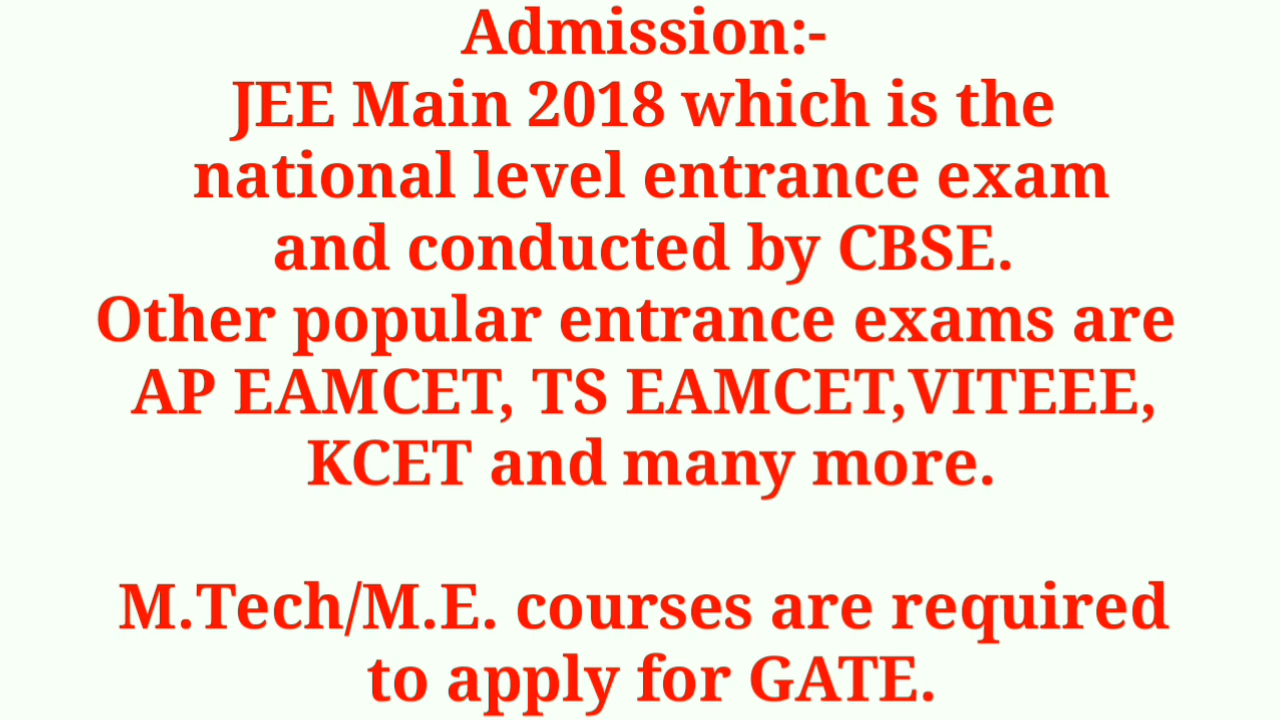 Admission:-
JEE Main 2018 which is the
national level entrance exam
and conducted by CBSE.
Other popular entrance exams are
AP EAMCET, TS EAMCET,VITEEE,
KCET and many more.
M.Tech/M.E. courses are required
to apply for GATE.